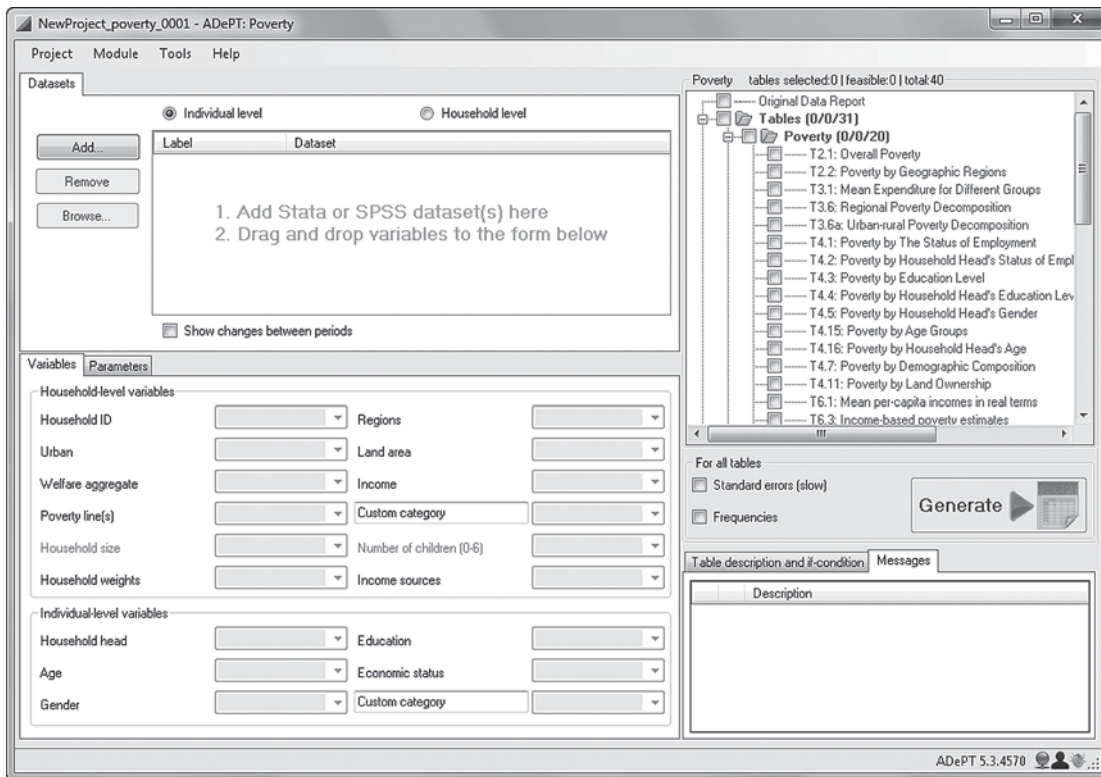 NewProject_poverty_0001 - ADePT: Poverty
Project Module Tools Help
Datasets
Individual level Household level
Add...
Remove
Browse...
Label Dataset
1. Add Stata or SPSS dataset(s) here
2. Drag and drop variables to the form below
Show changes between periods
Variables Parameters
Household-level variables
Household ID Regions
Urban Land area
Welfare aggregate Income
Poverty line(s) Custom category
Household size Number of children (0-6)
Household weights Income sources
Individual-level variables
Household head Education
Age Economic status
Gender Custom category
Poverty tables selected:0 | feasible:0 | total:40
Original Data Report
Tables (0/0/31)
Poverty (0/0/20)
T2.1: Overall Poverty
T2.2: Poverty by Geographic Regions
T3.1: Mean Expenditure for Different Groups
T3.6: Regional Poverty Decomposition
T3.6a: Urban-rural Poverty Decomposition
T4.1: Poverty by The Status of Employment
T4.2: Poverty by Household Head's Status of Empl
T4.3: Poverty by Education Level
T4.4: Poverty by Household Head's Education Lev
T4.5: Poverty by Household Head's Gender
T4.15: Poverty by Age Groups
T4.16: Poverty by Household Head's Age
T4.7: Poverty by Demographic Composition
T4.11: Poverty by Land Ownership
T6.1: Mean per-capita incomes in real terms
T6.3: Income-based poverty estimates
For all tables
Standard errors (slow)
Frequencies
Generate
Table description and if-condition Messages
Description
ADePT 5.3.4570